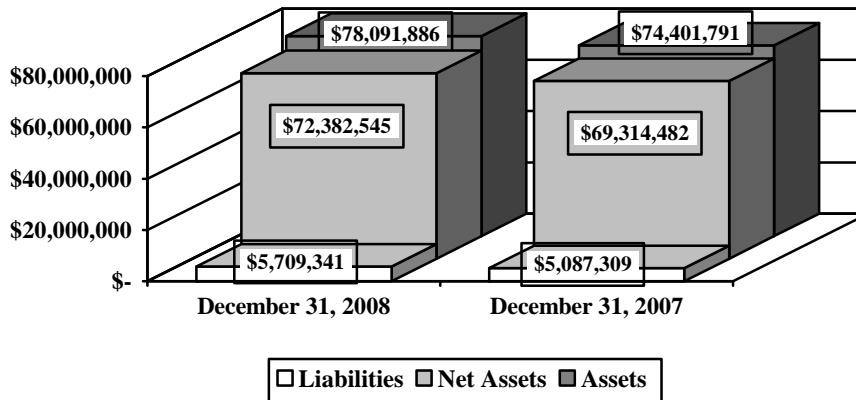 $78,091,886
$74,401,791
$80,000,000
$72,382,545
$69,314,482
$60,000,000
$40,000,000
$20,000,000
$-
$5,709,341
$5,087,309
December 31, 2008
December 31, 2007
Liabilities
Net Assets
Assets